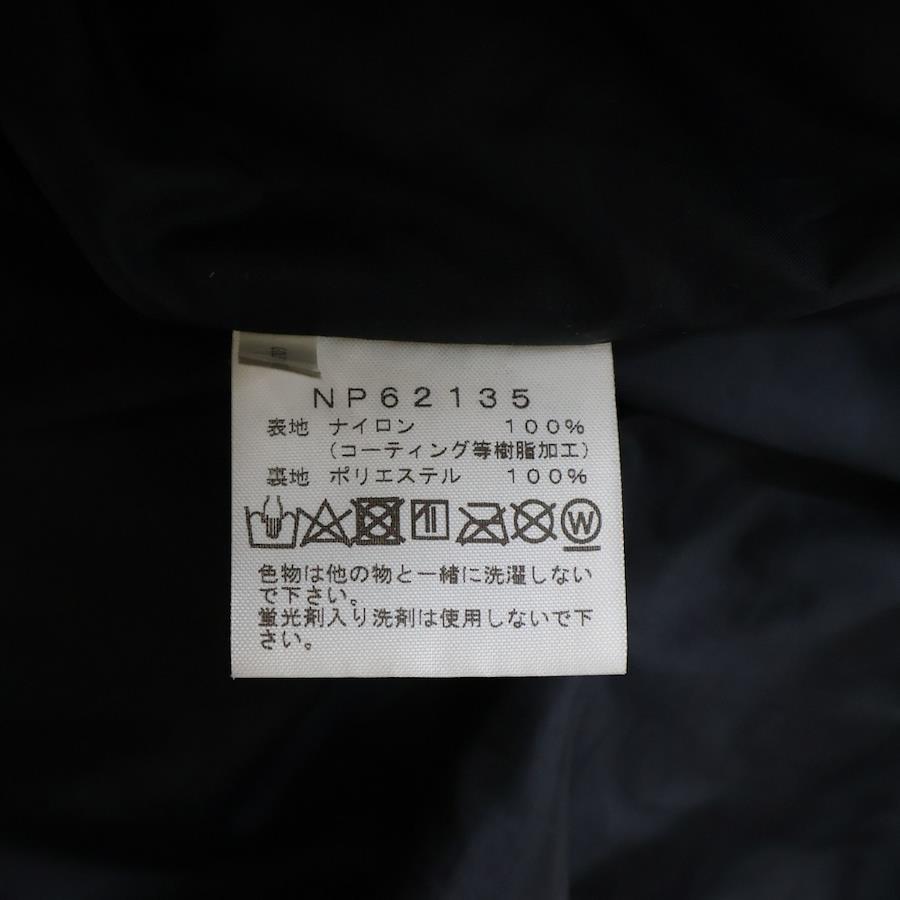 NP62135
表地 ナイロン 100%
(コーティング等樹脂加工)
裏地 ポリエステル 100%
W
色物は他の物と一緒に洗濯しない
で下さい。
蛍光剤入り洗剤は使用しないで下
さい。